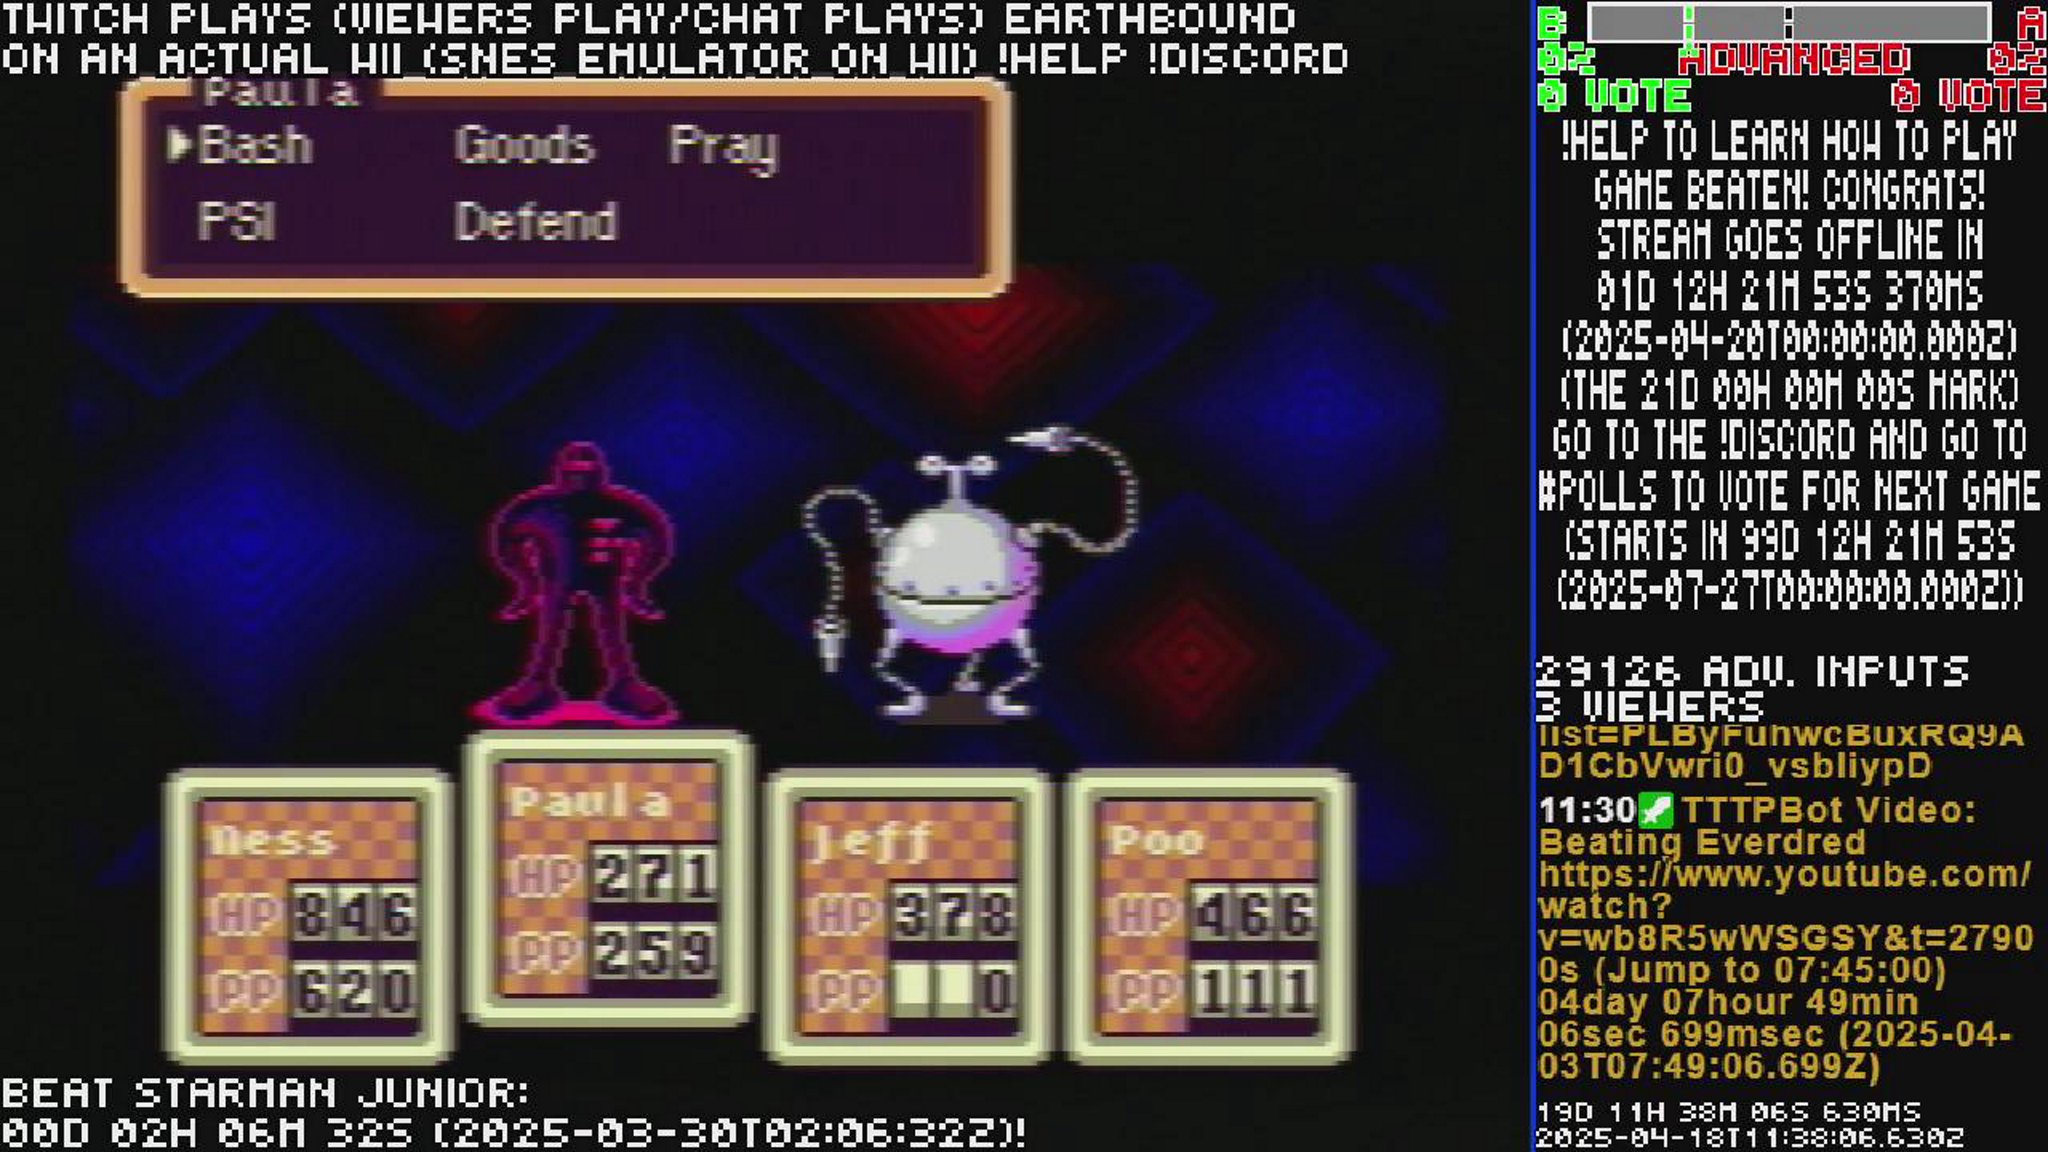 TWITCH PLAYS (VIEWERS PLAY/CHAT PLAYS) EARTHBOUND
ON AN ACTUAL WII (SNES EMULATOR ON WII) !HELP !DISCORD
Paula
Bash Goods Pray
PSI Defend
Ness
HP 846
PP 620
Paula
HP 271
PP 259
Jeff
HP 378
PP 0
Poo
HP 466
PP 111
BEAT STARMAN JUNIOR:
00D 02H 06M 32S (2025-03-30T02:06:32Z)!
B A
0% ADVANCED 0%
0 VOTE 0 VOTE
!HELP TO LEARN HOW TO PLAY
GAME BEATEN! CONGRATS!
STREAM GOES OFFLINE IN
01D 12H 21M 53S 370MS
(2025-04-20T00:00:00.000Z)
(THE 21D 00H 00M 00S MARK)
GO TO THE !DISCORD AND GO TO
#POLLS TO VOTE FOR NEXT GAME
(STARTS IN 99D 12H 21M 53S
(2025-07-27T00:00:00.000Z))
29126 ADV. INPUTS
3 VIEWERS
list=PLByFuhwcBuxRQ9A
D1CbVwri0_vsbIiypD
11:30 TTTPBot Video:
Beating Everdred
https://www.youtube.com/
watch?
v=wb8R5wWSGSY&t=2790
0s (Jump to 07:45:00)
04day 07hour 49min
06sec 699msec (2025-04-
03T07:49:06.699Z)
19D 11H 38M 06S 630MS
2025-04-18T11:38:06.630Z